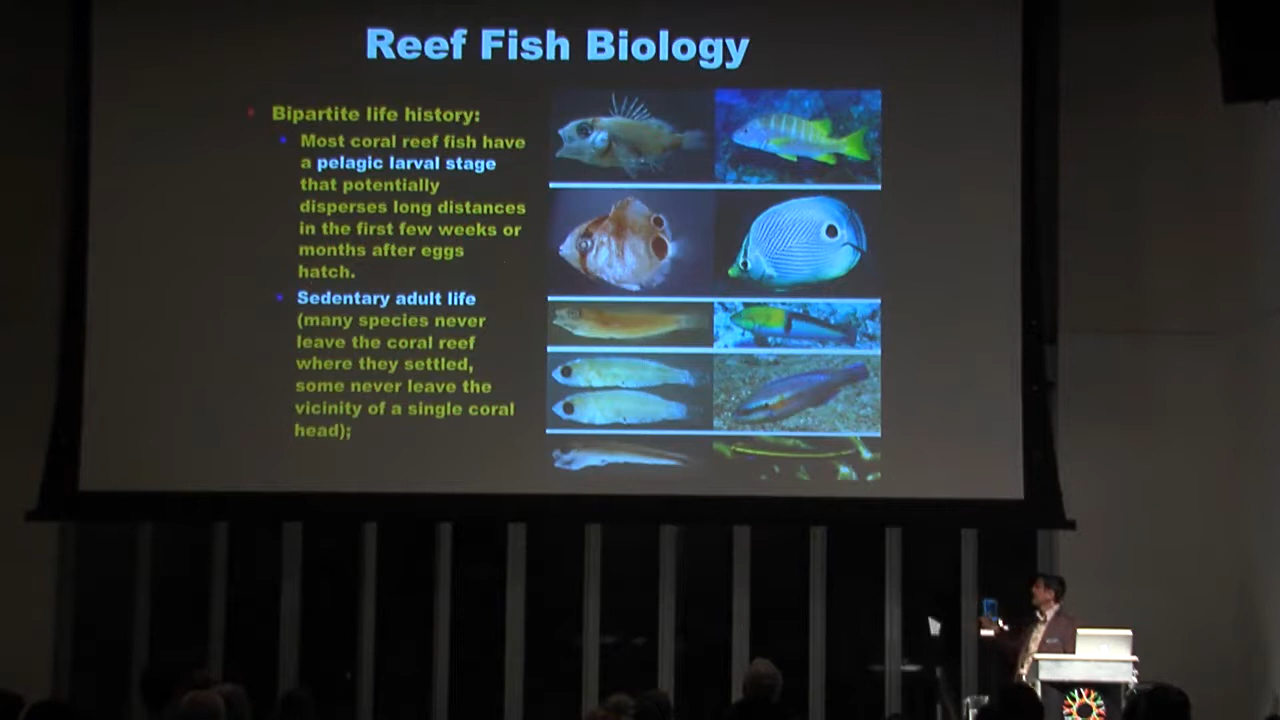 Reef Fish Biology
Bipartite life history:
Most coral reef fish have
a pelagic larval stage
that potentially
disperses long distances
in the first few weeks or
months after eggs
hatch.
Sedentary adult life
(many species never
leave the coral reef
where they settled,
some never leave the
vicinity of a single coral
head);